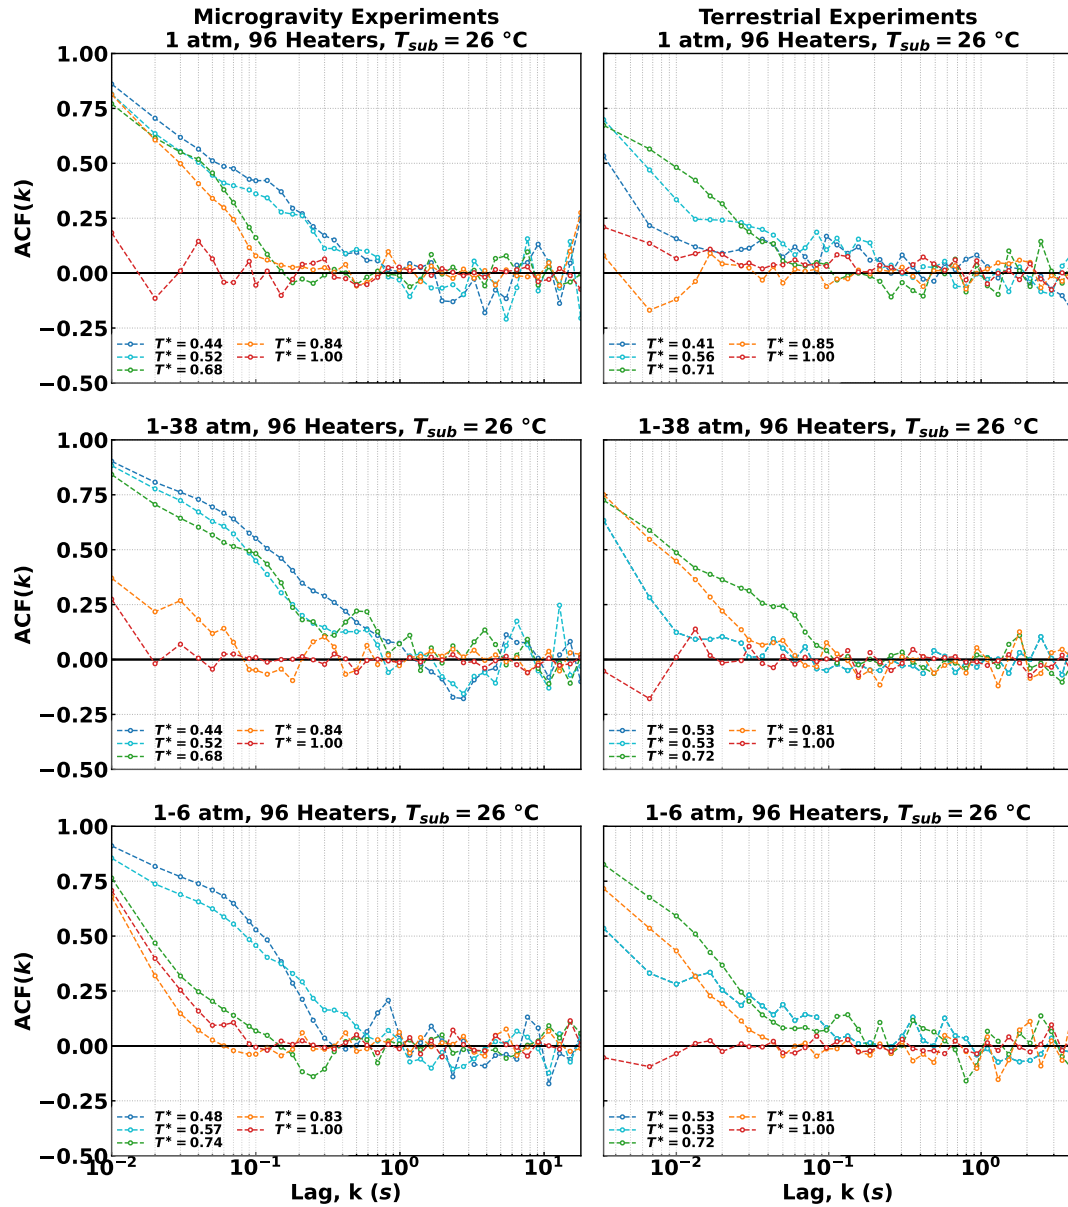 Microgravity Experiments
1 atm, 96 Heaters, T_sub = 26 °C
Terrestrial Experiments
1 atm, 96 Heaters, T_sub = 26 °C
ACF(k)
1.00
0.75
0.50
0.25
0.00
−0.25
−0.50
T* = 0.44
T* = 0.52
T* = 0.68
T* = 0.84
T* = 1.00
T* = 0.41
T* = 0.56
T* = 0.71
T* = 0.85
T* = 1.00
1-38 atm, 96 Heaters, T_sub = 26 °C
1-38 atm, 96 Heaters, T_sub = 26 °C
ACF(k)
1.00
0.75
0.50
0.25
0.00
−0.25
−0.50
T* = 0.44
T* = 0.52
T* = 0.68
T* = 0.84
T* = 1.00
T* = 0.53
T* = 0.53
T* = 0.72
T* = 0.81
T* = 1.00
1-6 atm, 96 Heaters, T_sub = 26 °C
1-6 atm, 96 Heaters, T_sub = 26 °C
ACF(k)
1.00
0.75
0.50
0.25
0.00
−0.25
−0.50
T* = 0.48
T* = 0.57
T* = 0.74
T* = 0.83
T* = 1.00
T* = 0.53
T* = 0.53
T* = 0.72
T* = 0.81
T* = 1.00
10⁻² 10⁻¹ 10⁰ 10¹
10⁻² 10⁻¹ 10⁰
Lag, k (s)
Lag, k (s)